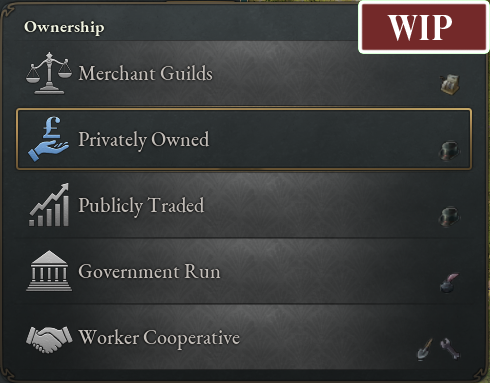 Ownership
WIP
Merchant Guilds
£
Privately Owned
Publicly Traded
Government Run
Worker Cooperative